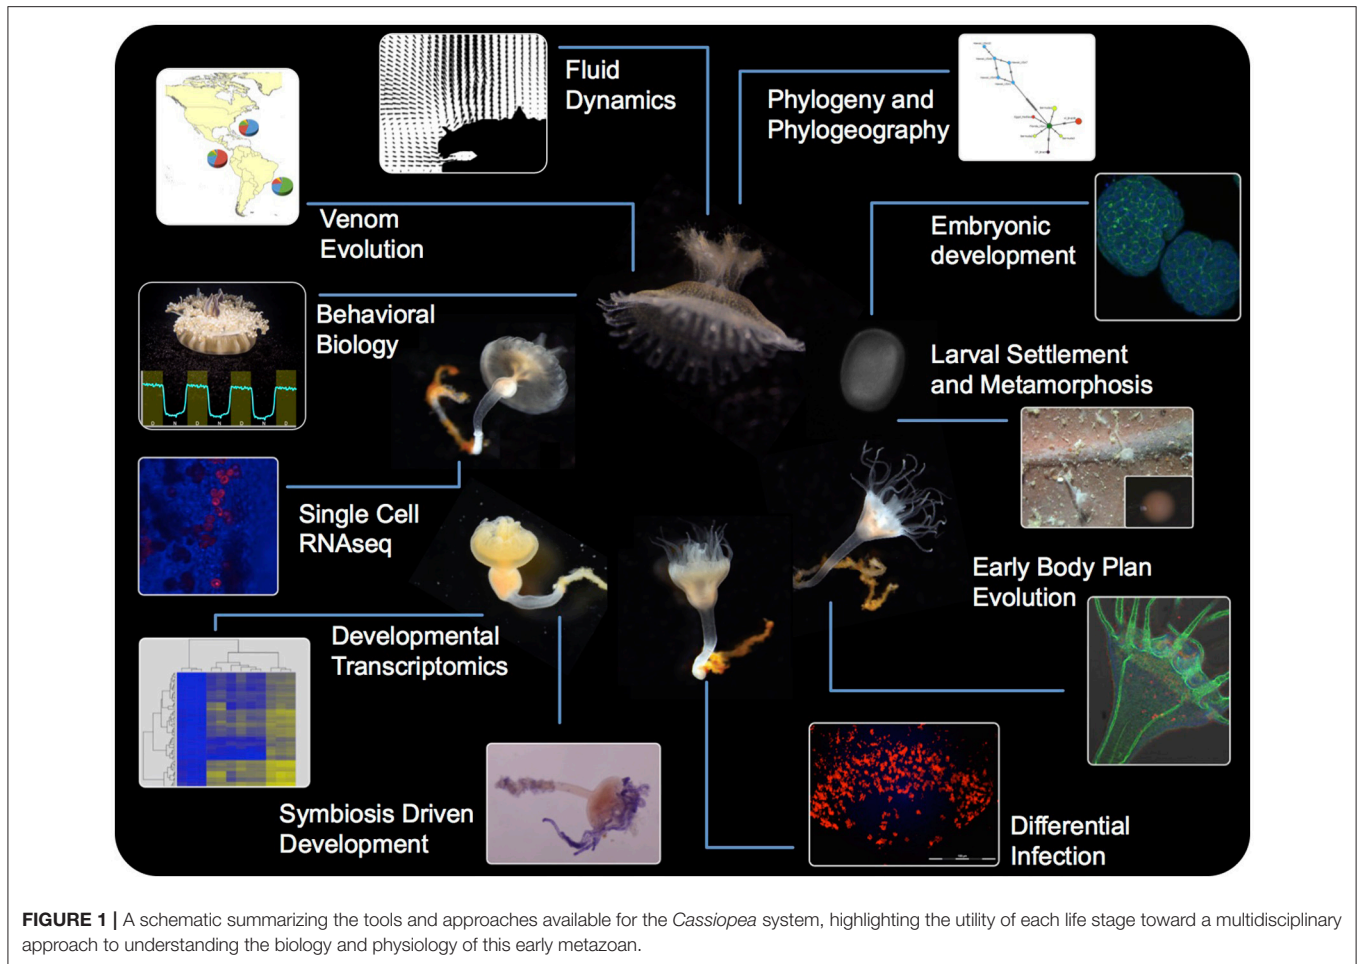 Fluid
Dynamics
Phylogeny and
Phylogeography
Venom
Evolution
Embryonic
development
Behavioral
Biology
Larval Settlement
and Metamorphosis
D N D N D N D
Single Cell
RNAseq
Early Body Plan
Evolution
Developmental
Transcriptomics
Symbiosis Driven
Development
Differential
Infection
FIGURE 1 | A schematic summarizing the tools and approaches available for the Cassiopea system, highlighting the utility of each life stage toward a multidisciplinary
approach to understanding the biology and physiology of this early metazoan.